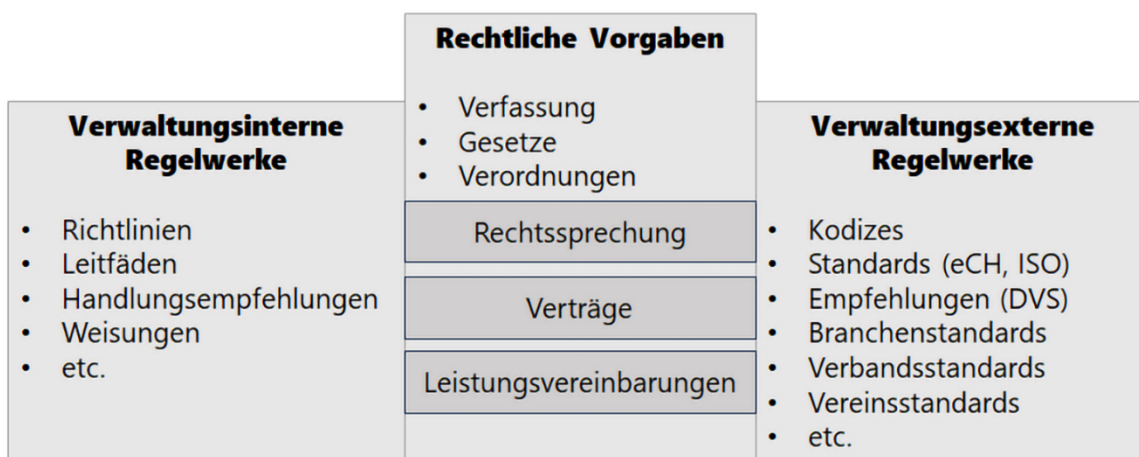 Rechtliche Vorgaben
• Verfassung
• Gesetze
• Verordnungen
Rechtssprechung
Verträge
Leistungsvereinbarungen
Verwaltungsinterne
Regelwerke
• Richtlinien
• Leitfäden
• Handlungsempfehlungen
• Weisungen
• etc.
Verwaltungsexterne
Regelwerke
• Kodizes
• Standards (eCH, ISO)
• Empfehlungen (DVS)
• Branchenstandards
• Verbandsstandards
• Vereinsstandards
• etc.